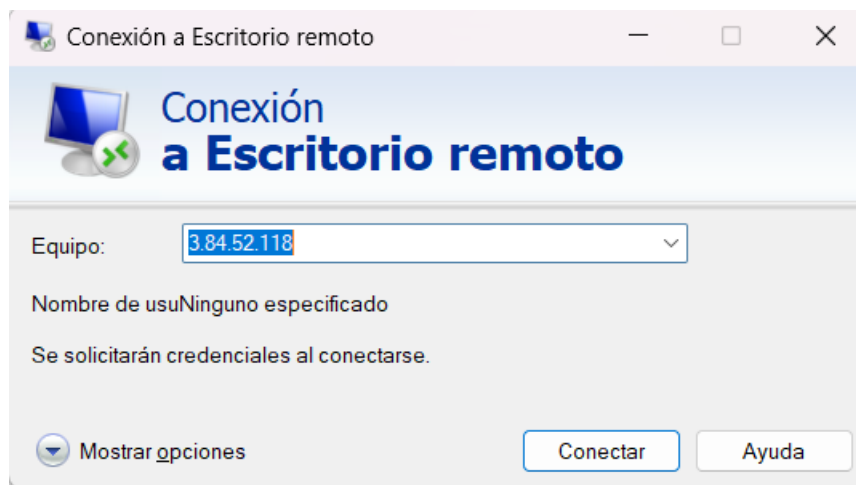 Conexión a Escritorio remoto
Conexión
a Escritorio remoto
Equipo: 3.84.52.118
Nombre de usuNinguno especificado
Se solicitarán credenciales al conectarse.
Mostrar opciones Conectar Ayuda